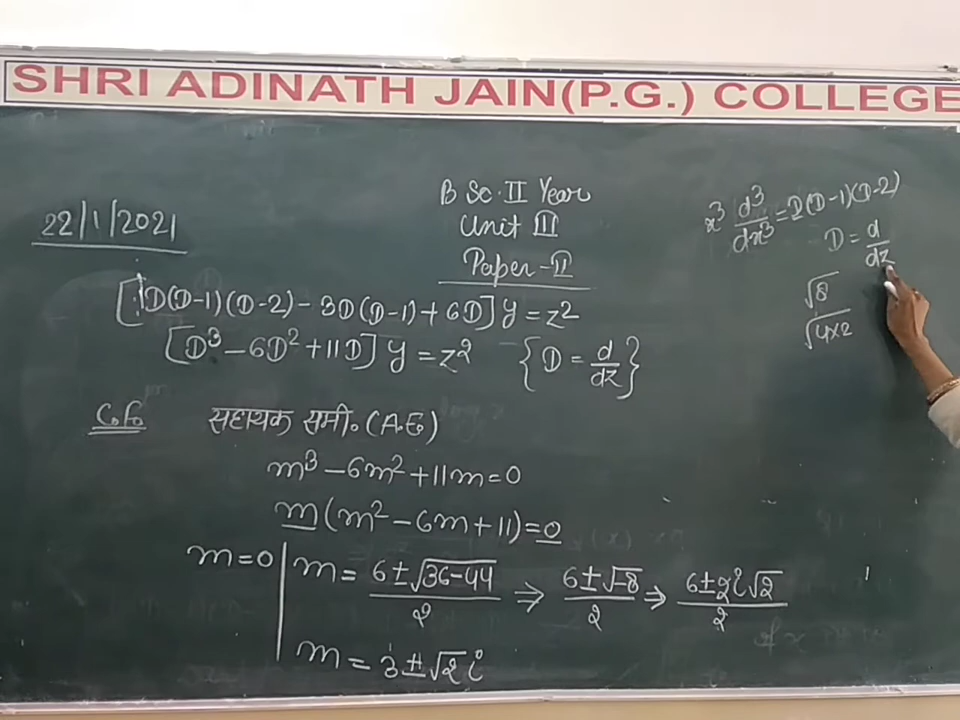 SHRI ADINATH JAIN(P.G.) COLLEGE
22/1/2021
B Sc. II Year
Unit III
Paper-II
x³ d³/dx³ = D(D-1)(D-2)
D = d/dz
√8
√4×2
[D(D-1)(D-2) - 3D(D-1) + 6D] y = z²
[D³ - 6D² + 11D] y = z² { D = d/dz }
C.F. सहायक समी. (A.E.)
m³ - 6m² + 11m = 0
m(m² - 6m + 11) = 0
m = 0 | m = 6 ± √36-44 / 2 ⇒ 6 ± √-8 / 2 ⇒ 6 ± 2i√2 / 2
m = 3 ± √2 i